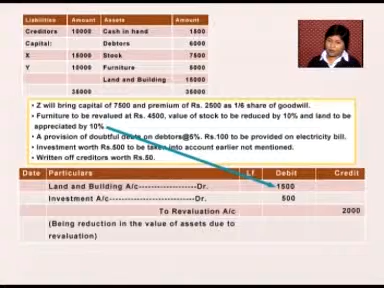 Liabilities Amount Assets Amount
Creditors 10000 Cash in hand 1500
Capital: Debtors 6000
X 15000 Stock 7500
Y 10000 Furniture 5000
Land and Building 15000
35000 35000
• Z will bring capital of 7500 and premium of Rs. 2500 as 1/6 share of goodwill.
• Furniture to be revalued at Rs. 4500, value of stock to be reduced by 10% and land to be
appreciated by 10%
• A provision of doubtful debts on debtors@5%. Rs.100 to be provided on electricity bill.
• Investment worth Rs.500 to be taken into account earlier not mentioned.
• Written off creditors worth Rs.50.
Date Particulars Lf Debit Credit
Land and Building A/c-------------------Dr. 1500
Investment A/c------------------------Dr. 500
To Revaluation A/c 2000
(Being reduction in the value of assets due to
revaluation)